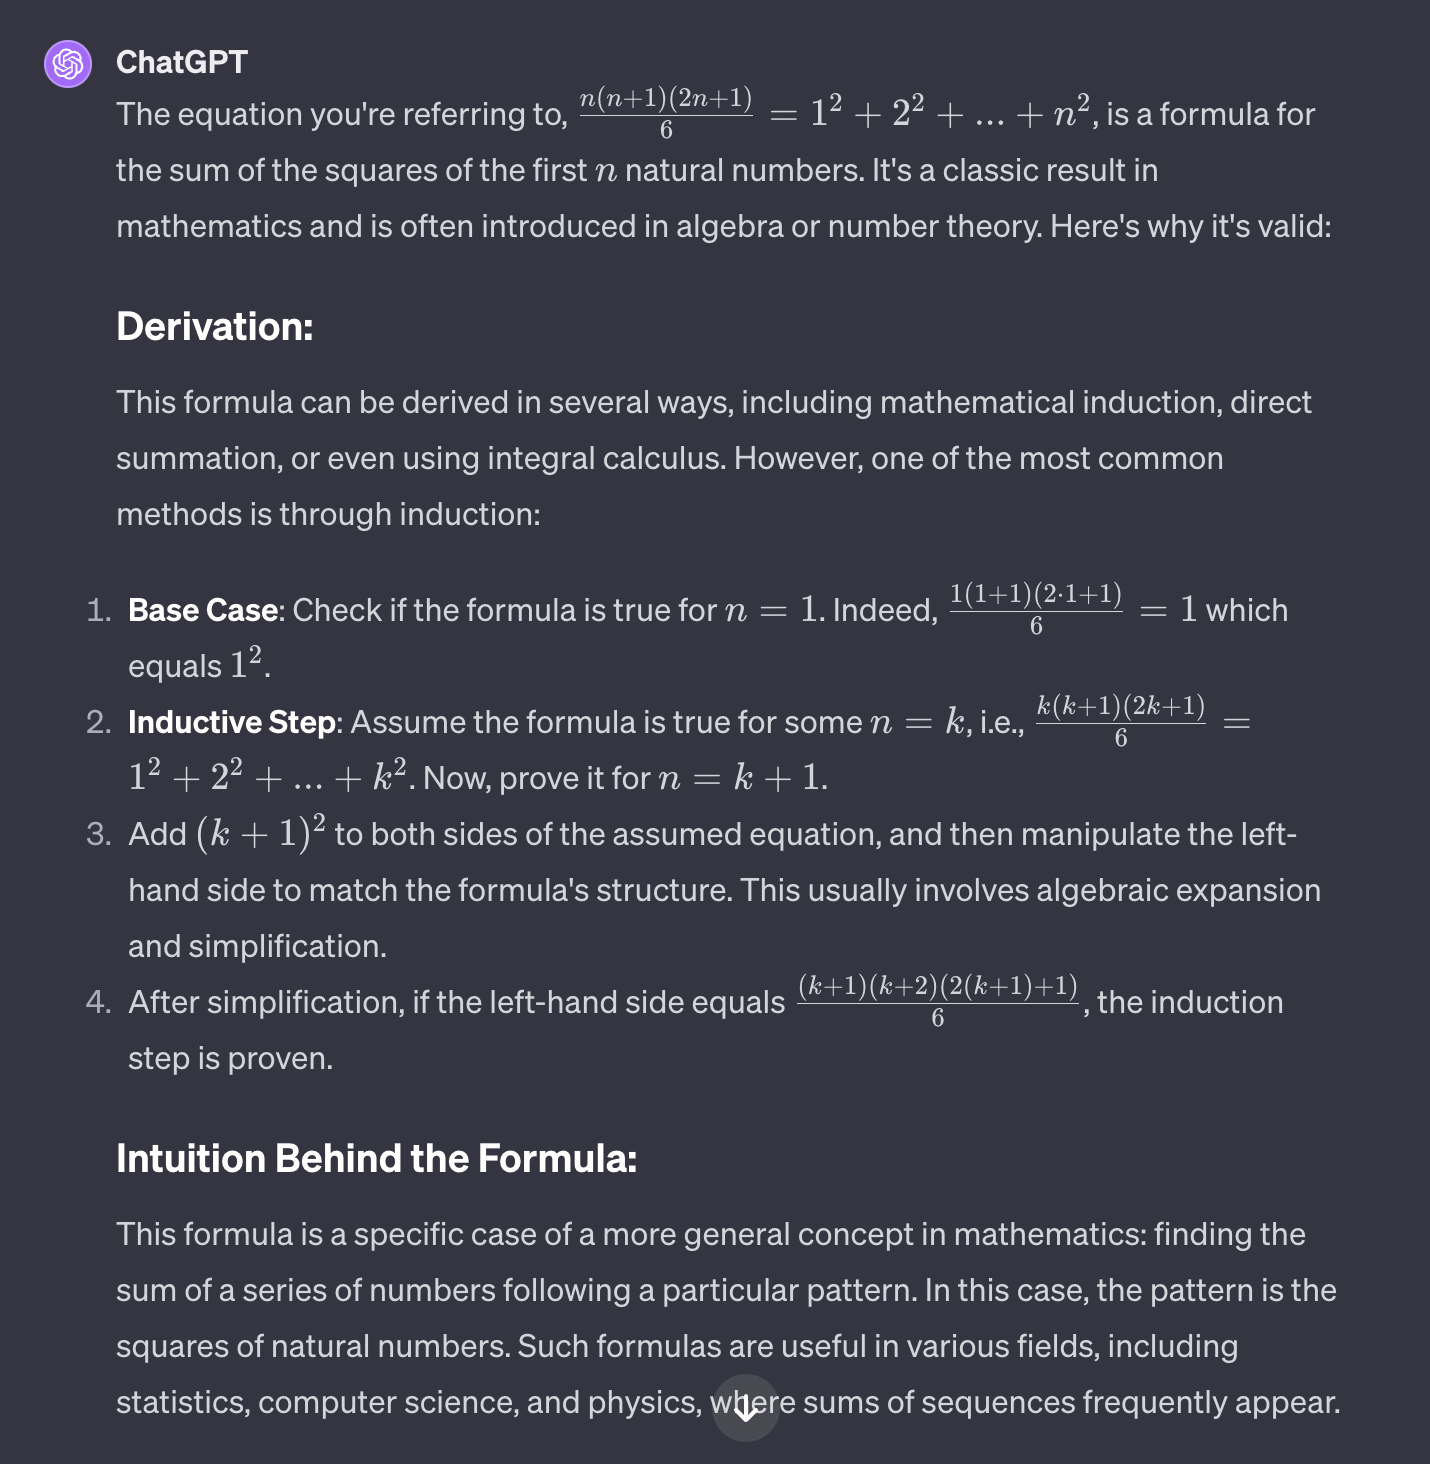 ChatGPT
The equation you're referring to, \frac{n(n+1)(2n+1)}{6} = 1^2 + 2^2 + ... + n^2, is a formula for
the sum of the squares of the first n natural numbers. It's a classic result in
mathematics and is often introduced in algebra or number theory. Here's why it's valid:
Derivation:
This formula can be derived in several ways, including mathematical induction, direct
summation, or even using integral calculus. However, one of the most common
methods is through induction:
1. Base Case: Check if the formula is true for n = 1. Indeed, \frac{1(1+1)(2·1+1)}{6} = 1 which
equals 1^2.
2. Inductive Step: Assume the formula is true for some n = k, i.e., \frac{k(k+1)(2k+1)}{6} =
1^2 + 2^2 + ... + k^2. Now, prove it for n = k + 1.
3. Add (k + 1)^2 to both sides of the assumed equation, and then manipulate the left-
hand side to match the formula's structure. This usually involves algebraic expansion
and simplification.
4. After simplification, if the left-hand side equals \frac{(k+1)(k+2)(2(k+1)+1)}{6}, the induction
step is proven.
Intuition Behind the Formula:
This formula is a specific case of a more general concept in mathematics: finding the
sum of a series of numbers following a particular pattern. In this case, the pattern is the
squares of natural numbers. Such formulas are useful in various fields, including
statistics, computer science, and physics, where sums of sequences frequently appear.